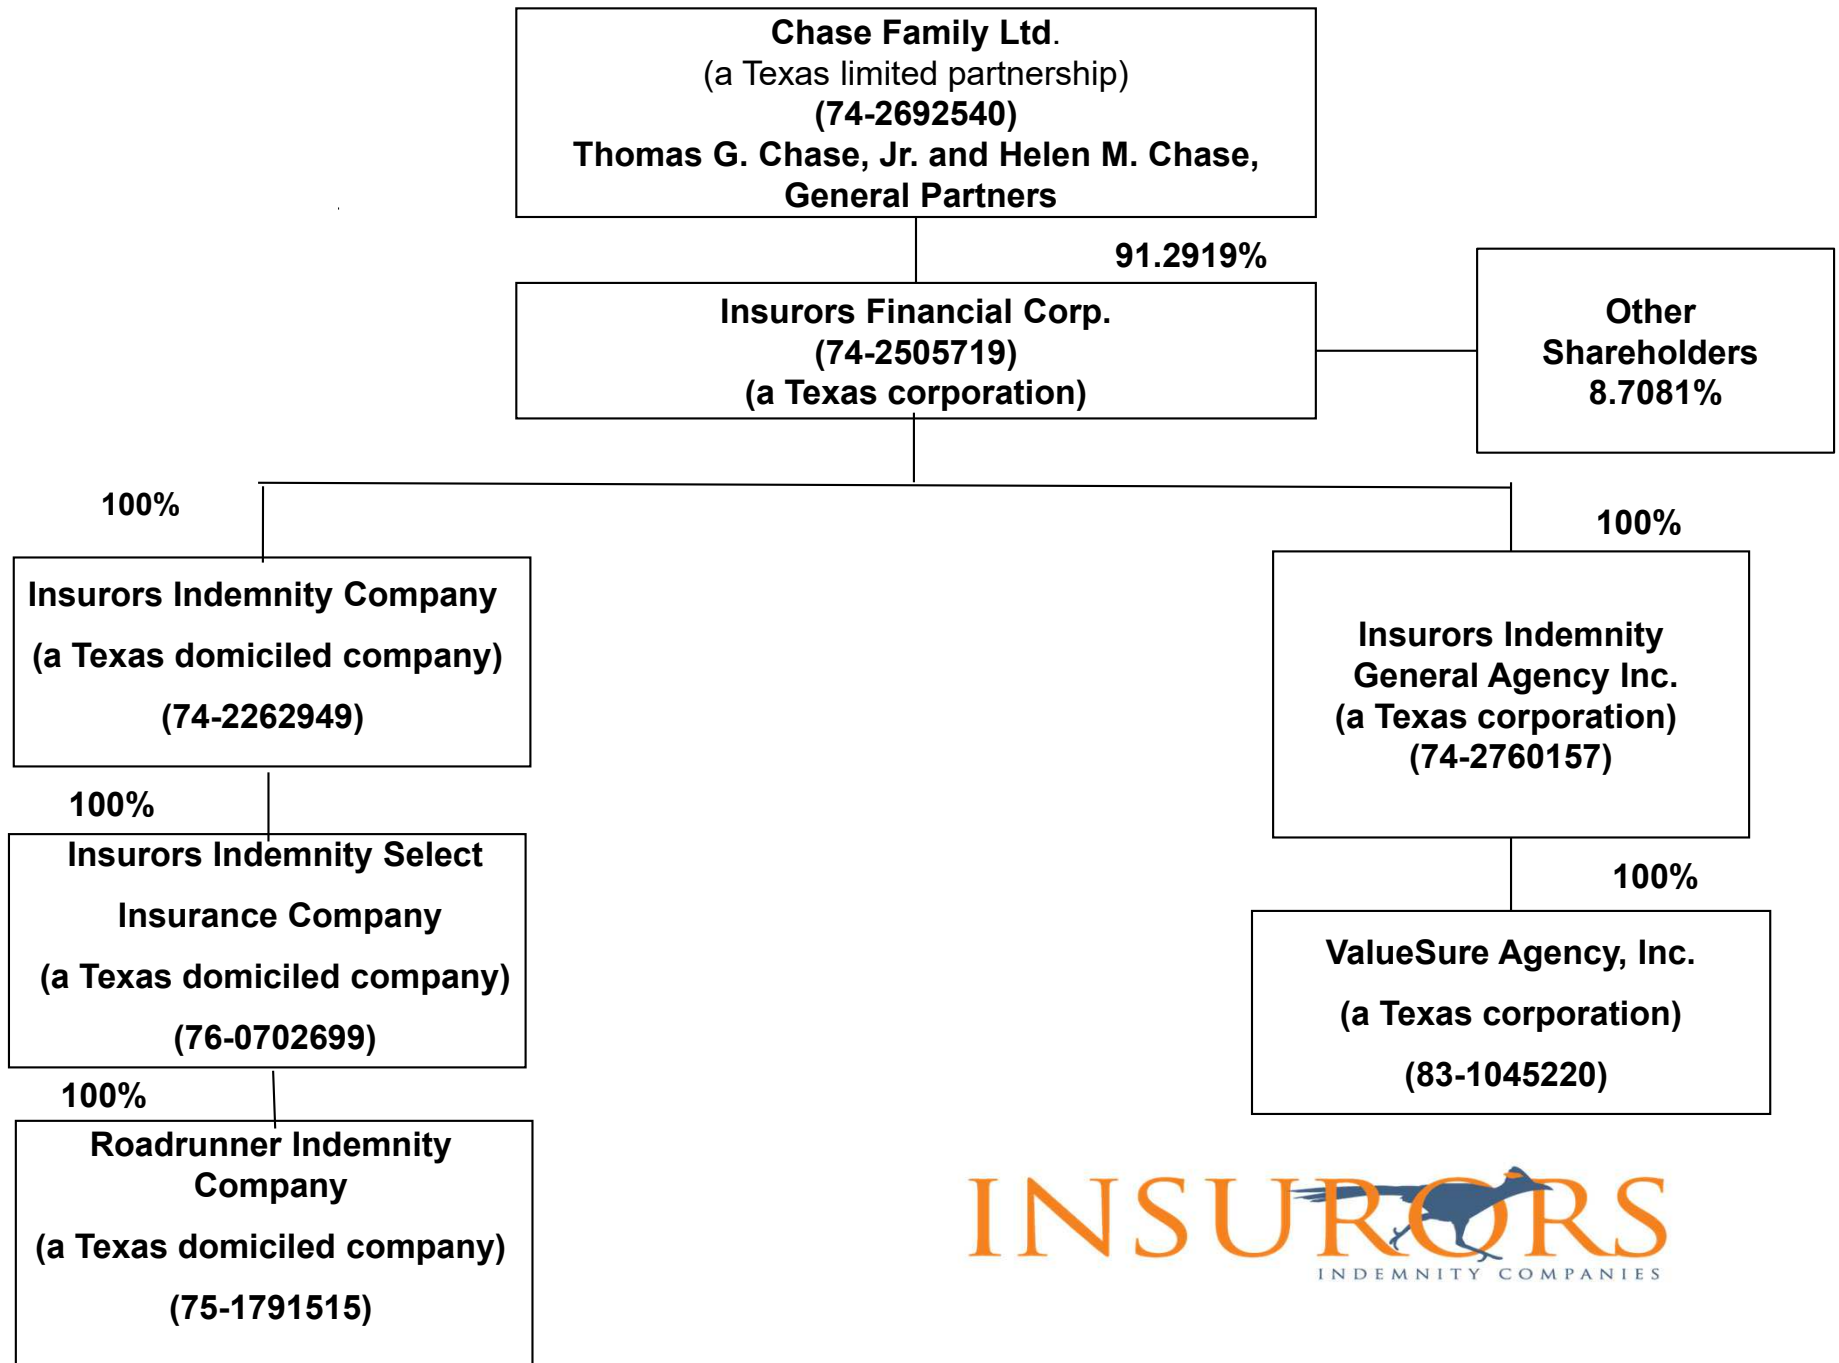 Chase Family Ltd.
(a Texas limited partnership)
(74-2692540)
Thomas G. Chase, Jr. and Helen M. Chase,
General Partners
91.2919%
Insurors Financial Corp.
(74-2505719)
(a Texas corporation)
Other
Shareholders
8.7081%
100%
100%
Insurors Indemnity Company
(a Texas domiciled company)
(74-2262949)
Insurors Indemnity
General Agency Inc.
(a Texas corporation)
(74-2760157)
100%
100%
Insurors Indemnity Select
Insurance Company
(a Texas domiciled company)
(76-0702699)
ValueSure Agency, Inc.
(a Texas corporation)
(83-1045220)
100%
Roadrunner Indemnity
Company
(a Texas domiciled company)
(75-1791515)
INSURORS
INDEMNITY COMPANIES